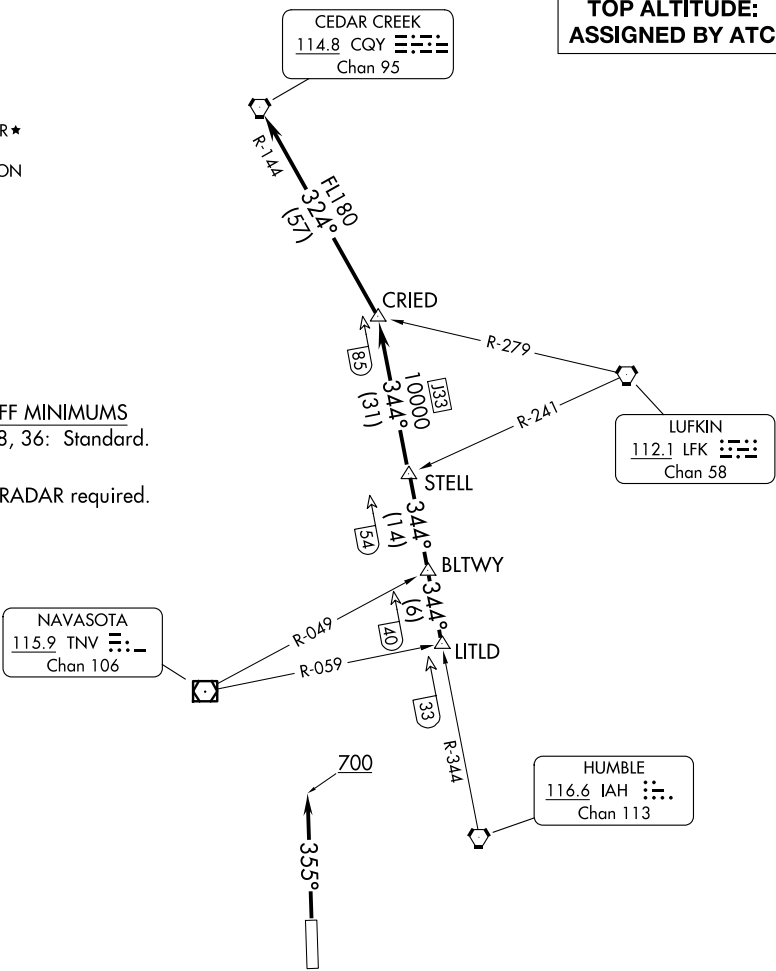 TOP ALTITUDE:
ASSIGNED BY ATC
CEDAR CREEK
114.8 CQY
Chan 95
R★
ON
R-144
FL180
324°
(57)
CRIED
85
R-279
10000
J33
344°
(31)
R-241
LUFKIN
112.1 LFK
Chan 58
FF MINIMUMS
8, 36: Standard.
RADAR required.
STELL
54
344°
(14)
BLTWY
344°
(6)
40
R-049
NAVASOTA
115.9 TNV
Chan 106
R-059
LITLD
33
R-344
700
HUMBLE
116.6 IAH
Chan 113
355°